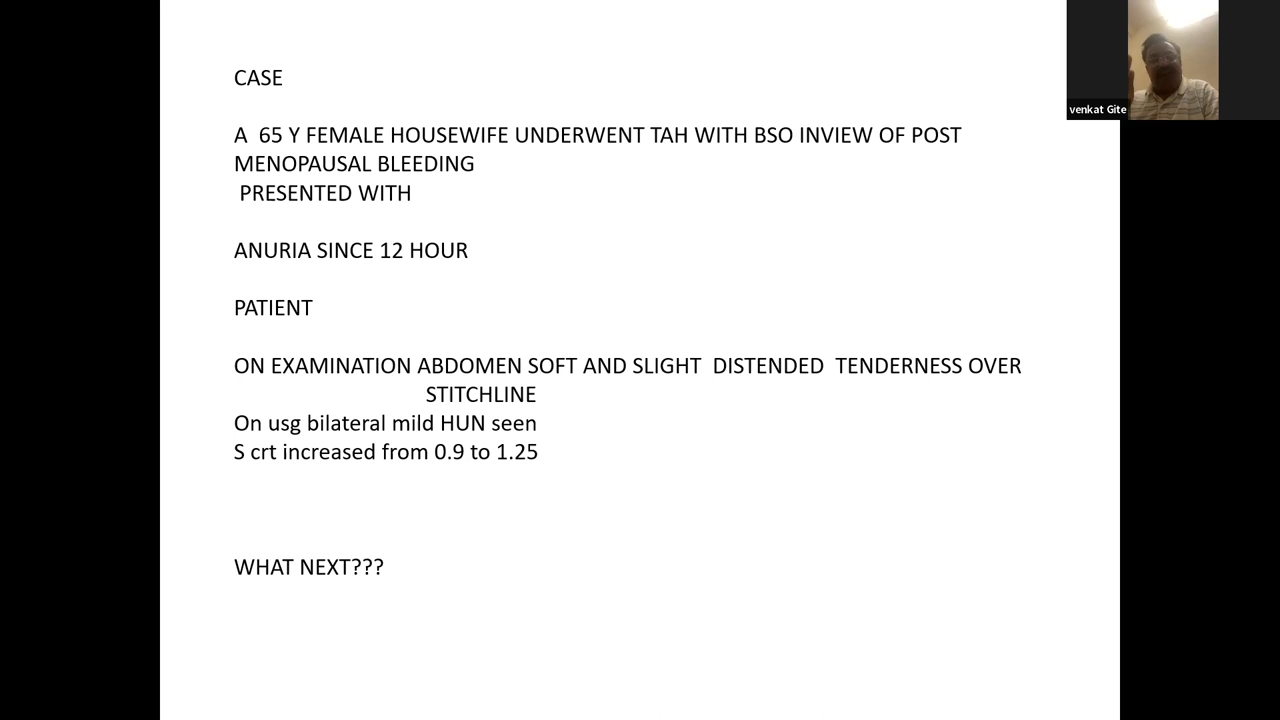 CASE
A 65 Y FEMALE HOUSEWIFE UNDERWENT TAH WITH BSO INVIEW OF POST
MENOPAUSAL BLEEDING
PRESENTED WITH
ANURIA SINCE 12 HOUR
PATIENT
ON EXAMINATION ABDOMEN SOFT AND SLIGHT DISTENDED TENDERNESS OVER
STITCHLINE
On usg bilateral mild HUN seen
S crt increased from 0.9 to 1.25
WHAT NEXT???
venkat Gite